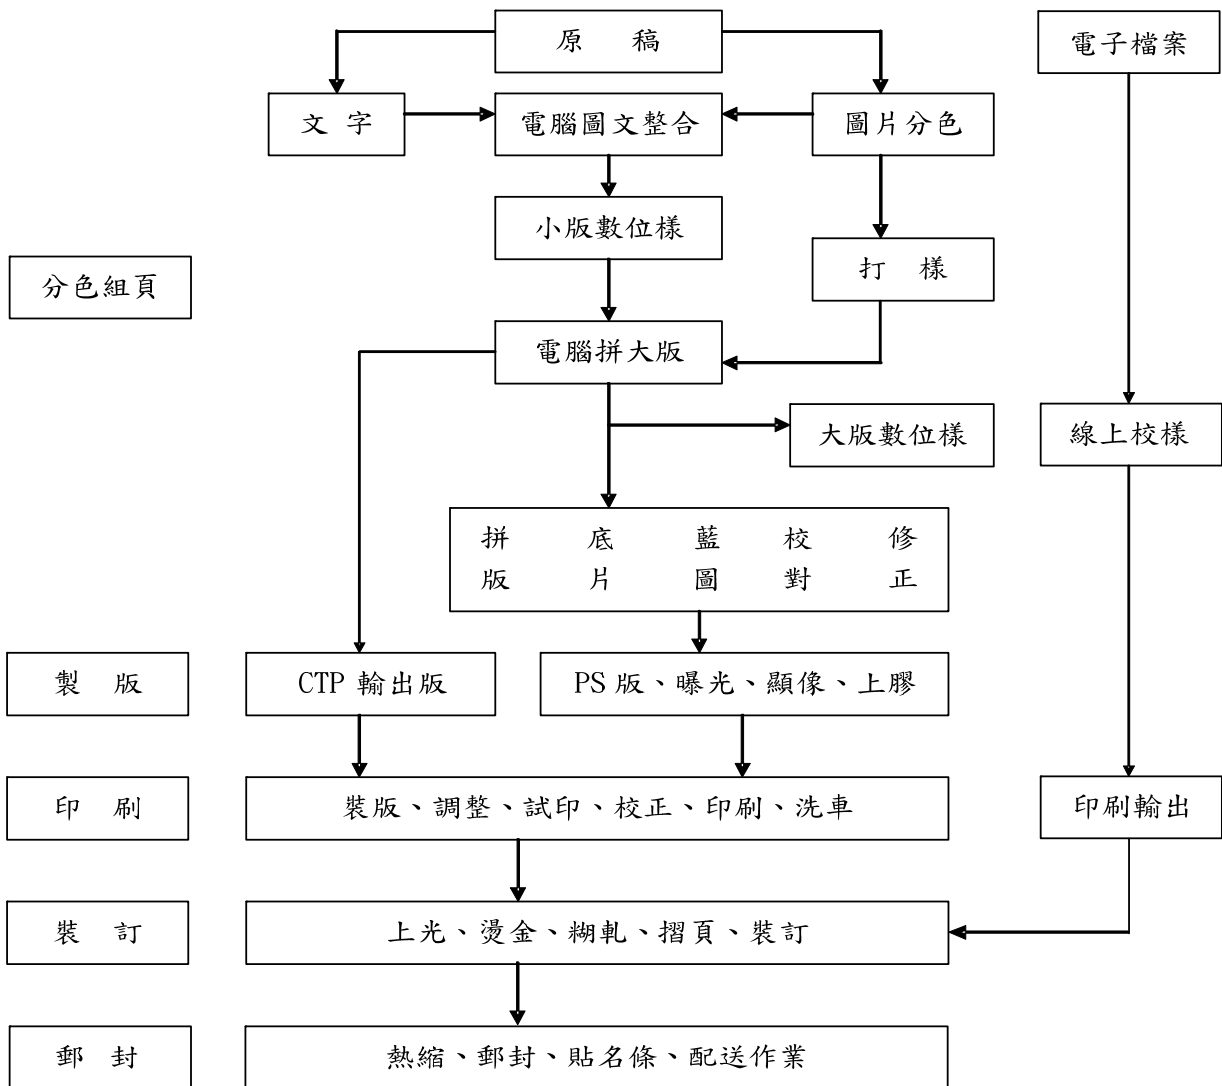 原 稿
電子檔案
文 字
電腦圖文整合
圖片分色
小版數位樣
打 樣
分色組頁
電腦拼大版
大版數位樣
線上校樣
拼 底 藍 校 修
版 片 圖 對 正
製 版
CTP 輸出版
PS 版、曝光、顯像、上膠
印 刷
裝版、調整、試印、校正、印刷、洗車
印刷輸出
裝 訂
上光、燙金、糊軋、摺頁、裝訂
郵 封
熱縮、郵封、貼名條、配送作業